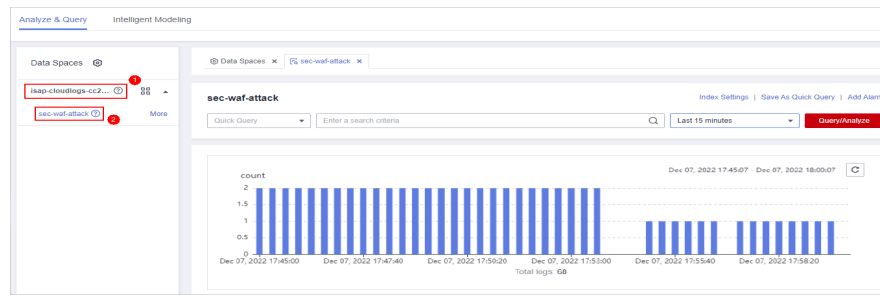 Analyze & Query Intelligent Modeling
Data Spaces
Data Spaces × sec-waf-attack ×
1
isap-cloudlogs-cc2...
sec-waf-attack More
2
sec-waf-attack Index Settings | Save As Quick Query | Add Alarm
Quick Query Enter a search criteria Last 15 minutes Query/Analyze
Dec 07, 2022 17:45:07 - Dec 07, 2022 18:00:07
count
2
1.5
1
0.5
0
Dec 07, 2022 17:45:00 Dec 07, 2022 17:47:40 Dec 07, 2022 17:50:20 Dec 07, 2022 17:53:00 Dec 07, 2022 17:55:40 Dec 07, 2022 17:58:20
Total logs: 68